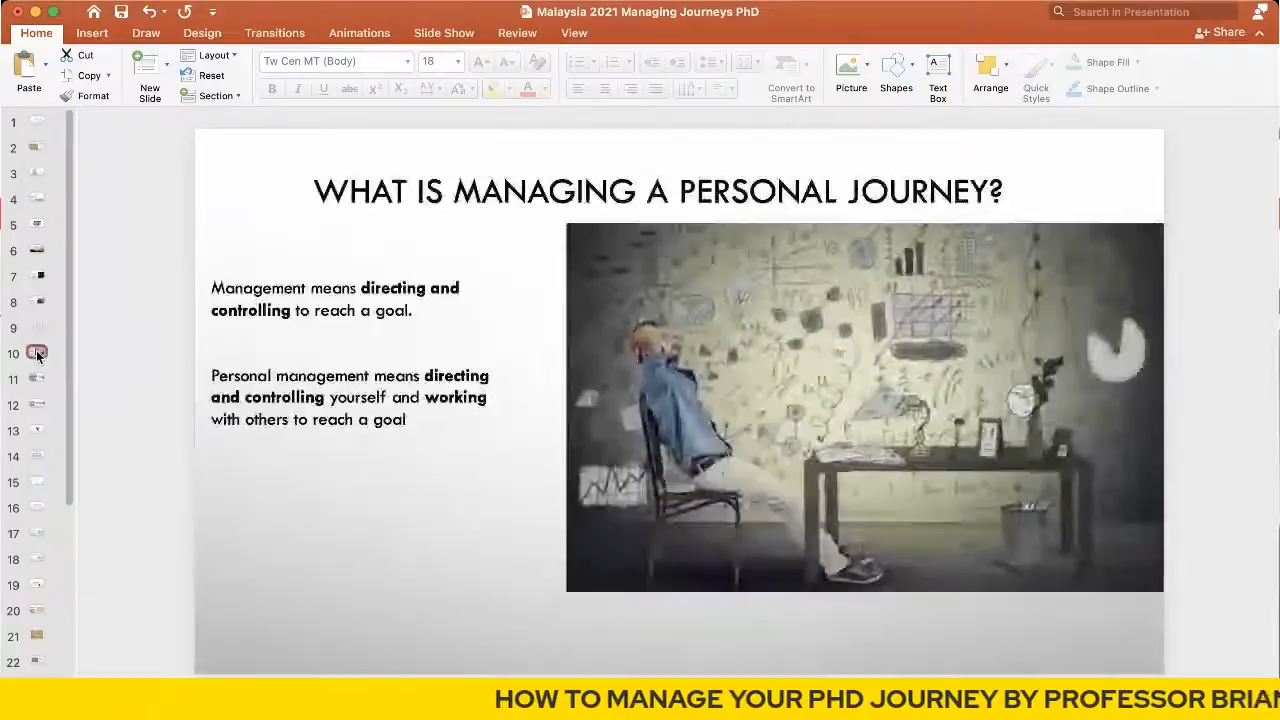 Malaysia 2021 Managing Journeys PhD
Search in Presentation
Home Insert Draw Design Transitions Animations Slide Show Review View
Share
Paste
Cut
Copy
Format
New
Slide
Layout
Reset
Section
Tw Cen MT (Body) 18
B I U abc X² X₂ AV Aa A
Convert to
SmartArt
Picture
Shapes
Text
Box
Arrange
Quick
Styles
Shape Fill
Shape Outline
1
2
3
4
5
6
7
8
9
10
11
12
13
14
15
16
17
18
19
20
21
22
WHAT IS MANAGING A PERSONAL JOURNEY?
Management means directing and
controlling to reach a goal.
Personal management means directing
and controlling yourself and working
with others to reach a goal
HOW TO MANAGE YOUR PHD JOURNEY BY PROFESSOR BRIAN